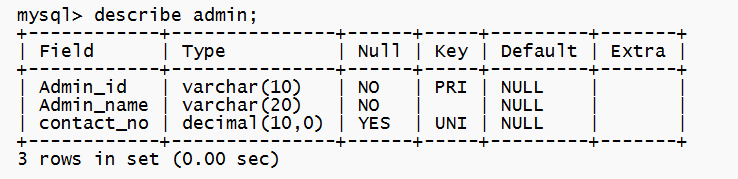 mysql> describe admin;
+------------+---------------+------+-----+---------+-------+
| Field      | Type          | Null | Key | Default | Extra |
+------------+---------------+------+-----+---------+-------+
| Admin_id   | varchar(10)   | NO   | PRI | NULL    |       |
| Admin_name | varchar(20)   | NO   |     | NULL    |       |
| contact_no | decimal(10,0) | YES  | UNI | NULL    |       |
+------------+---------------+------+-----+---------+-------+
3 rows in set (0.00 sec)